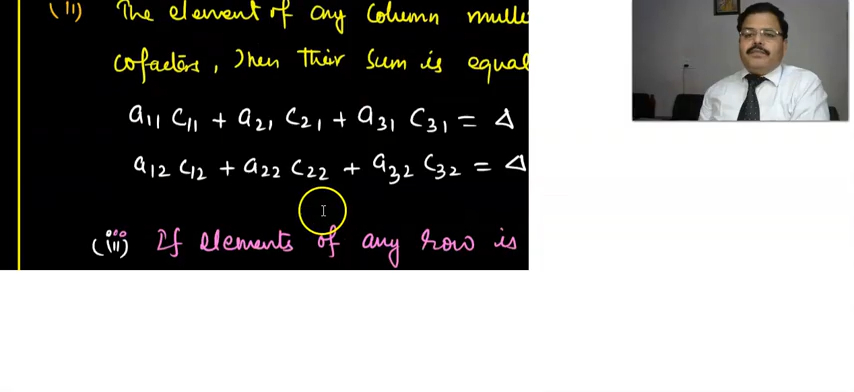 (ii) The element of any Column
cofactors, Then their Sum is equal
a11 C11 + a21 C21 + a31 C31 = Δ
a12 C12 + a22 C22 + a32 C32 = Δ
(iii) If elements of any row is